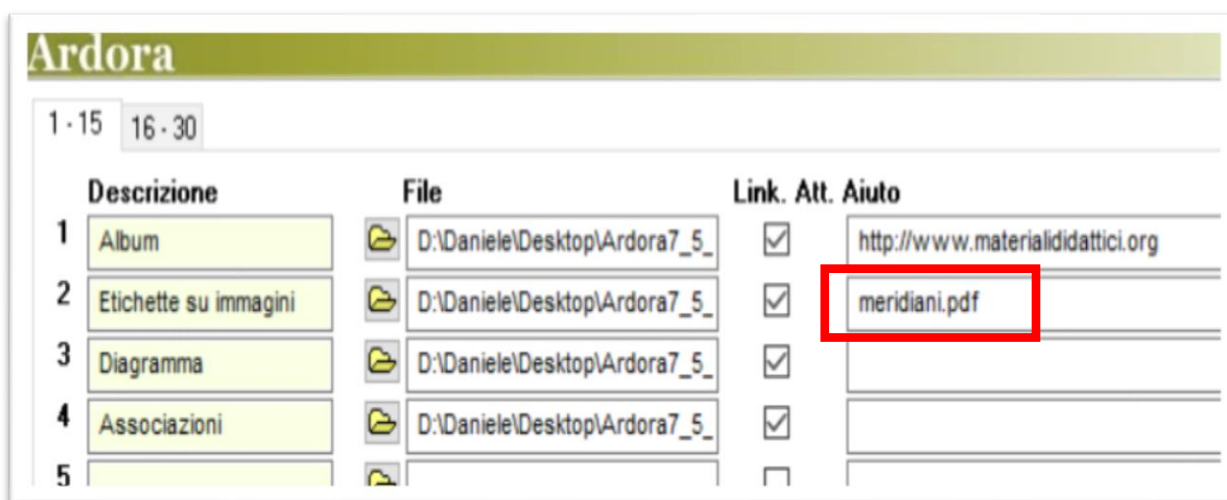 Ardora
1 - 15 16 - 30
Descrizione File Link. Att. Aiuto
1 Album D:\Daniele\Desktop\Ardora7_5_ http://www.materialididattici.org
2 Etichette su immagini D:\Daniele\Desktop\Ardora7_5_ meridiani.pdf
3 Diagramma D:\Daniele\Desktop\Ardora7_5_
4 Associazioni D:\Daniele\Desktop\Ardora7_5_
5